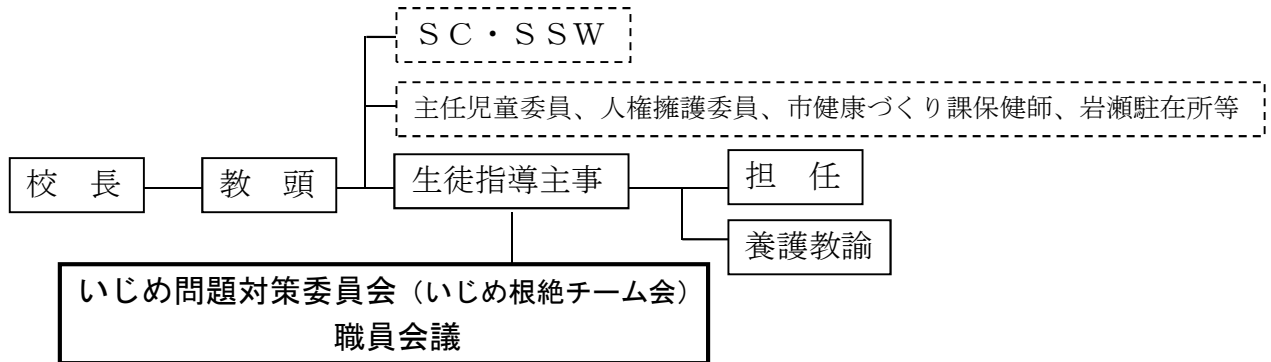 ＳＣ・ＳＳＷ
主任児童委員、人権擁護委員、市健康づくり課保健師、岩瀬駐在所等
校　長
教　頭
生徒指導主事
担　任
養護教諭
いじめ問題対策委員会（いじめ根絶チーム会）
職員会議